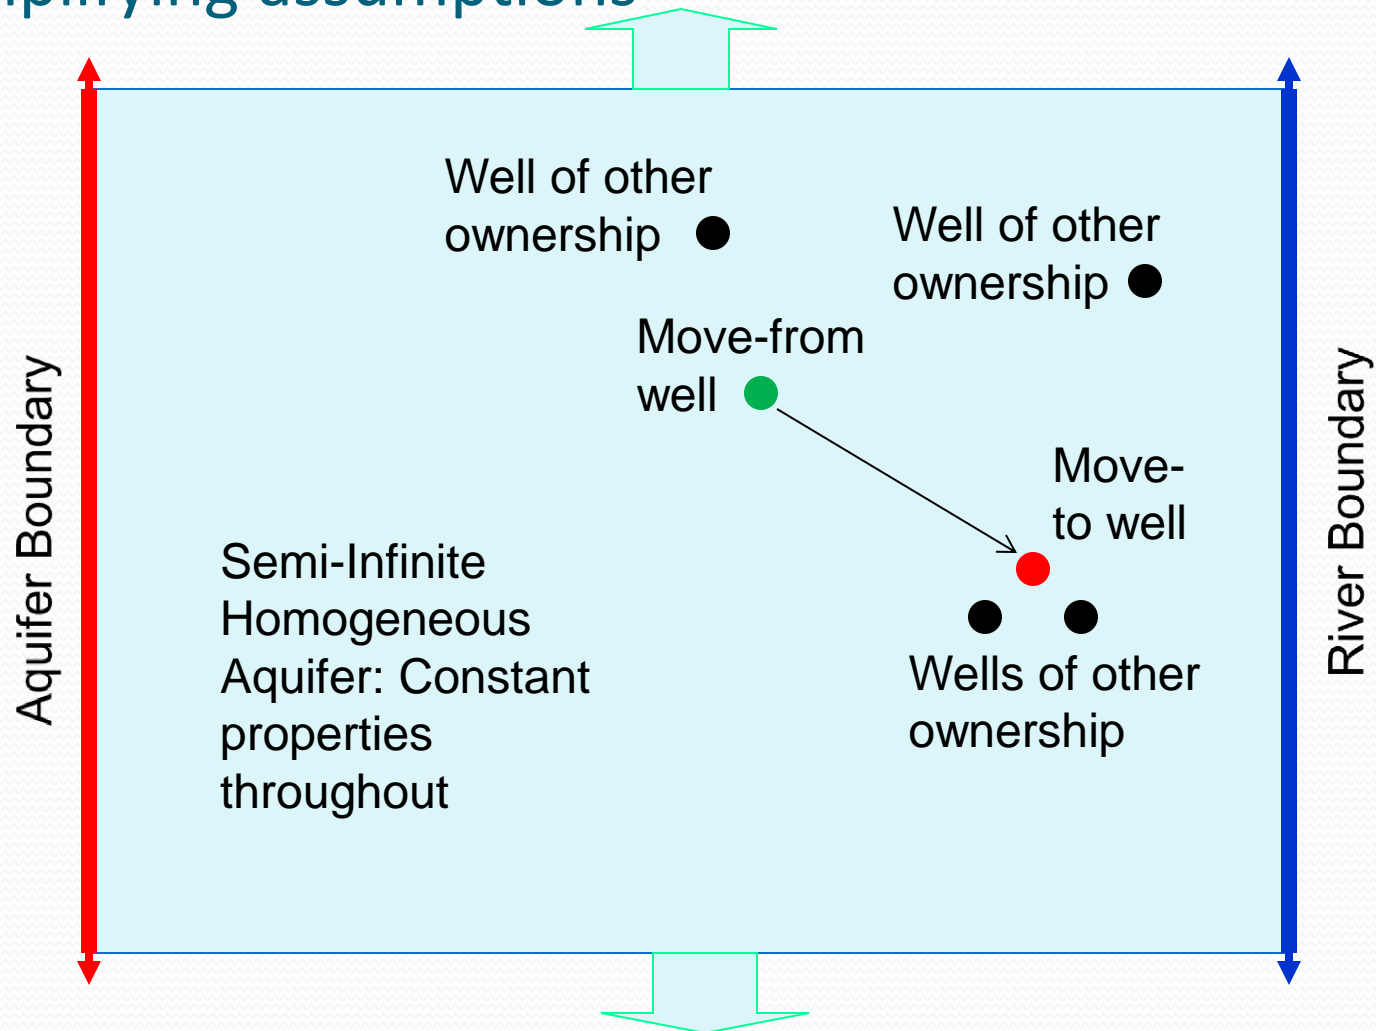 assumptions
Well of other
ownership
Well of other
ownership
Move-from
well
Move-
to well
Semi-Infinite
Homogeneous
Aquifer: Constant
properties
throughout
Wells of other
ownership
Aquifer Boundary
River Boundary